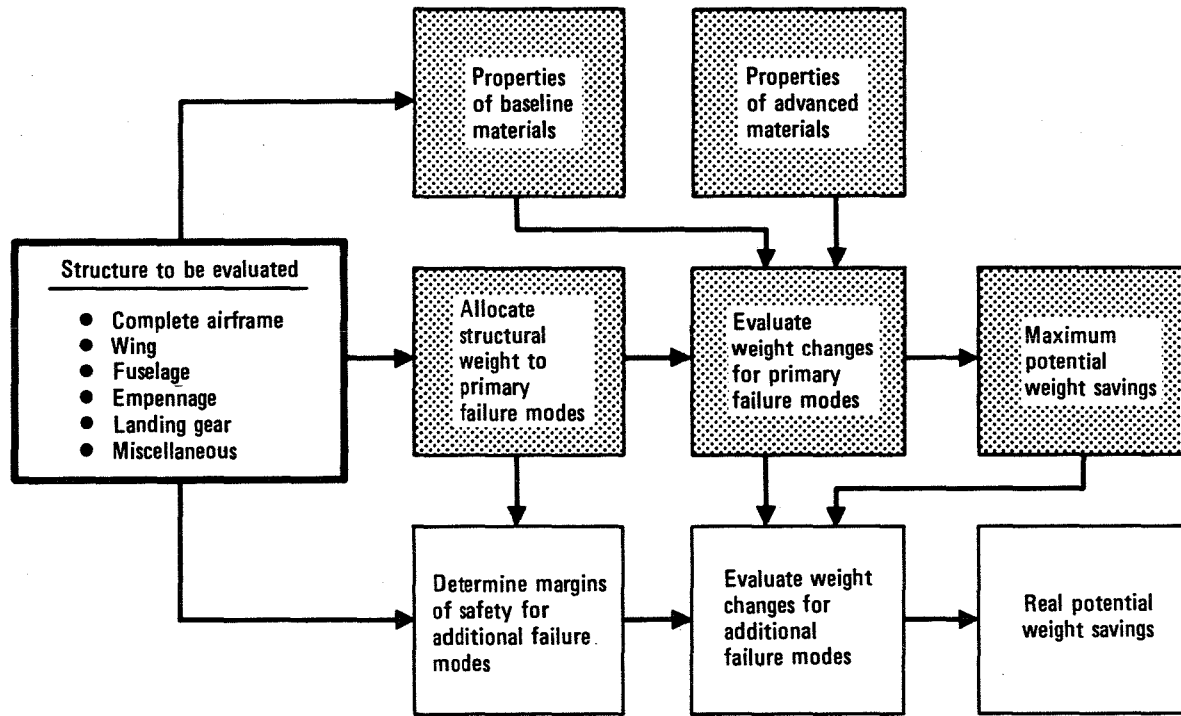 Properties
of baseline
materials
Properties
of advanced
materials
Structure to be evaluated
● Complete airframe
● Wing
● Fuselage
● Empennage
● Landing gear
● Miscellaneous
Allocate
structural
weight to
primary
failure modes
Evaluate
weight changes
for primary
failure modes
Maximum
potential
weight savings
Determine margins
of safety for
additional failure
modes
Evaluate weight
changes for
additional
failure modes
Real potential
weight savings